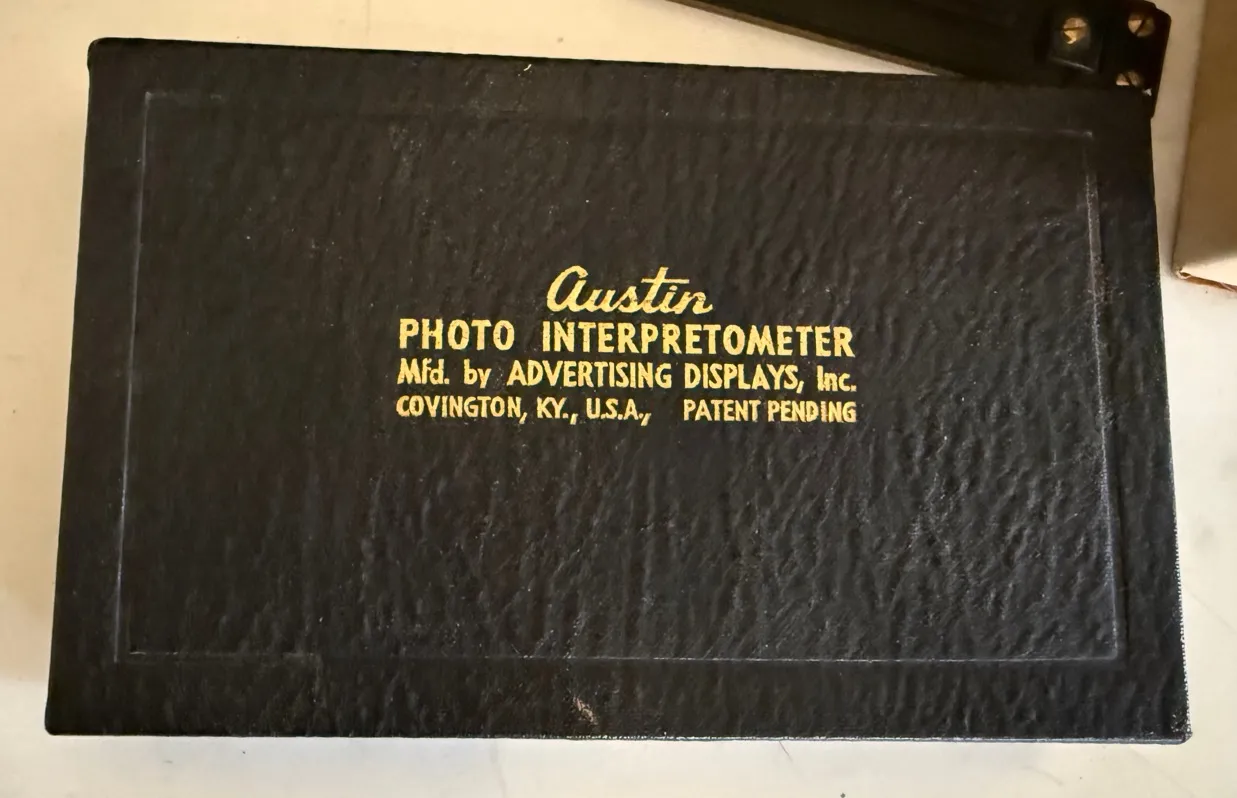 Austin
PHOTO INTERPRETOMETER
Mfd. by ADVERTISING DISPLAYS, Inc.
COVINGTON, KY., U.S.A., PATENT PENDING